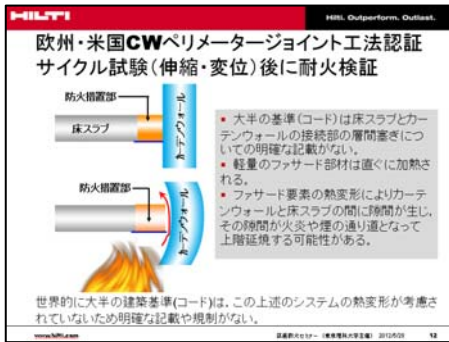 HILTI
Hilti. Outperform. Outlast.
欧州・米国CWペリメータージョイント工法認証
サイクル試験(伸縮・変位)後に耐火検証
防火措置部
床スラブ
カーテンウォール
▪ 大半の基準(コード)は床スラブとカ
ーテンウォールの接続部の層間塞ぎにつ
いての明確な記載がない。
▪ 軽量のファサード部材は直ぐに加熱さ
れる。
▪ ファサード要素の熱変形によりカーテ
ンウォールと床スラブの間に隙間が生じ,
その隙間が火炎や煙の通り道となって
上階延焼する可能性がある。
防火措置部
カーテンウォール
世界的に大半の建築基準(コード)は,この上述のシステムの熱変形が考慮さ
れていないため明確な記載や規制がない。
www.hilti.com
12